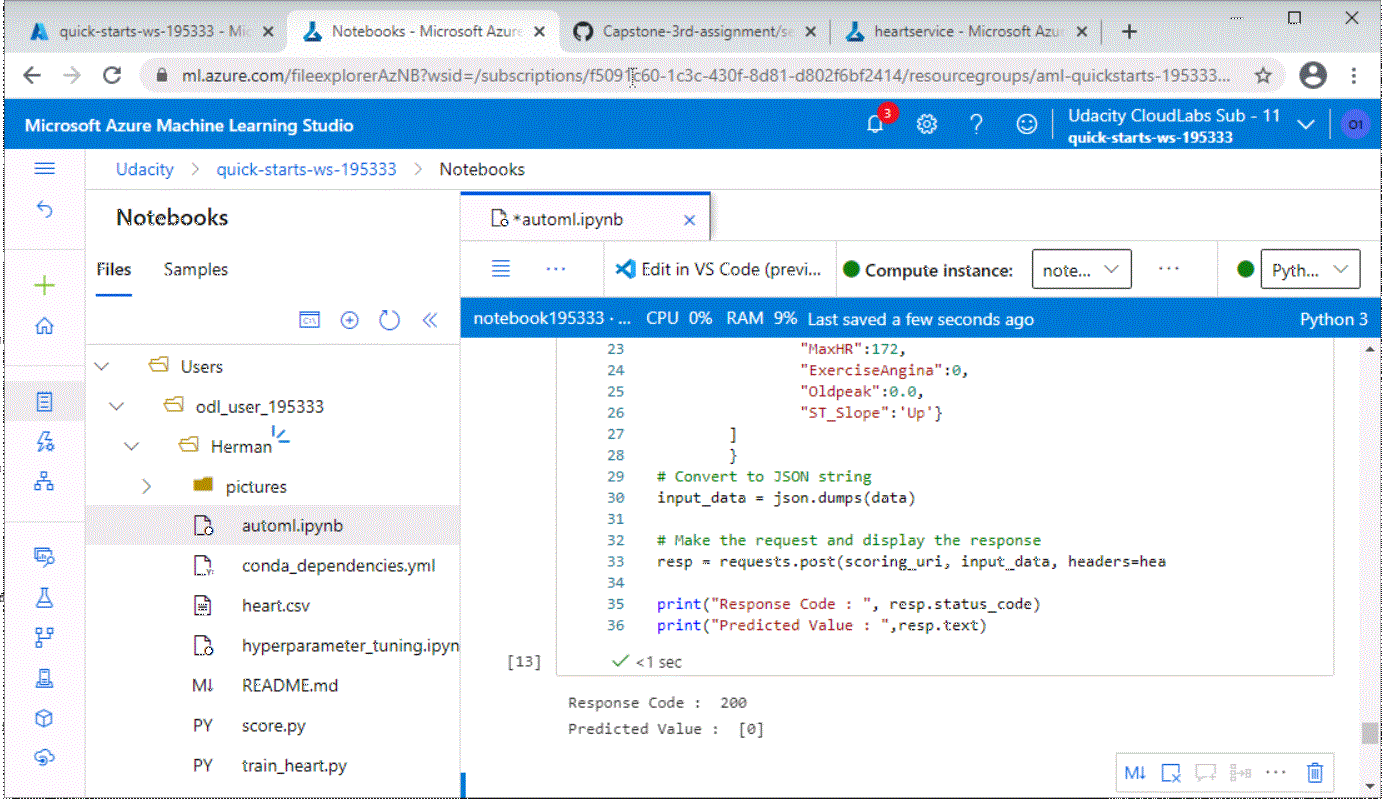 quick-starts-ws-195333 - Mi
Notebooks - Microsoft Azure
Capstone-3rd-assignment/se
heartservice - Microsoft Azu
ml.azure.com/fileexplorerAzNB?wsid=/subscriptions/f5091c60-1c3c-430f-8d81-d802f6bf2414/resourcegroups/aml-quickstarts-195333...
Microsoft Azure Machine Learning Studio
3
Udacity CloudLabs Sub - 11
quick-starts-ws-195333
O1
Udacity > quick-starts-ws-195333 > Notebooks
Notebooks
*automl.ipynb
Files Samples
Edit in VS Code (previ...
Compute instance:
note...
Pyth...
notebook195333 · ... CPU 0% RAM 9% Last saved a few seconds ago Python 3
Users
odl_user_195333
Herman
pictures
automl.ipynb
conda_dependencies.yml
heart.csv
hyperparameter_tuning.ipyn
M↓ README.md
PY score.py
PY train_heart.py
23 "MaxHR":172,
24 "ExerciseAngina":0,
25 "Oldpeak":0.0,
26 "ST_Slope":'Up'}
27 ]
28 }
29 # Convert to JSON string
30 input_data = json.dumps(data)
31
32 # Make the request and display the response
33 resp = requests.post(scoring_uri, input_data, headers=hea
34
35 print("Response Code : ", resp.status_code)
36 print("Predicted Value : ",resp.text)
[13] <1 sec
Response Code : 200
Predicted Value : [0]
M↓